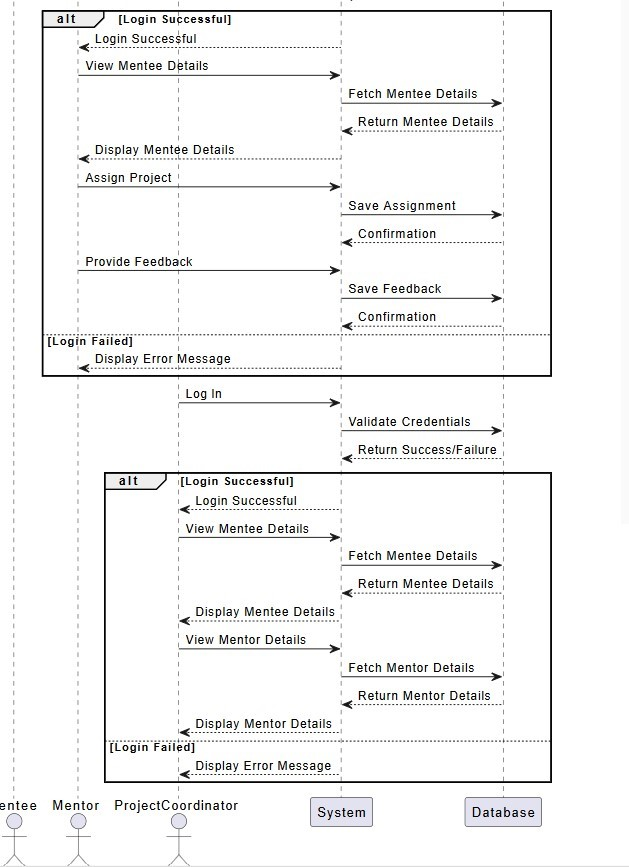 alt [Login Successful]
Login Successful
View Mentee Details
Fetch Mentee Details
Return Mentee Details
Display Mentee Details
Assign Project
Save Assignment
Confirmation
Provide Feedback
Save Feedback
Confirmation
[Login Failed]
Display Error Message
Log In
Validate Credentials
Return Success/Failure
alt [Login Successful]
Login Successful
View Mentee Details
Fetch Mentee Details
Return Mentee Details
Display Mentee Details
View Mentor Details
Fetch Mentor Details
Return Mentor Details
Display Mentor Details
[Login Failed]
Display Error Message
entee Mentor ProjectCoordinator System Database